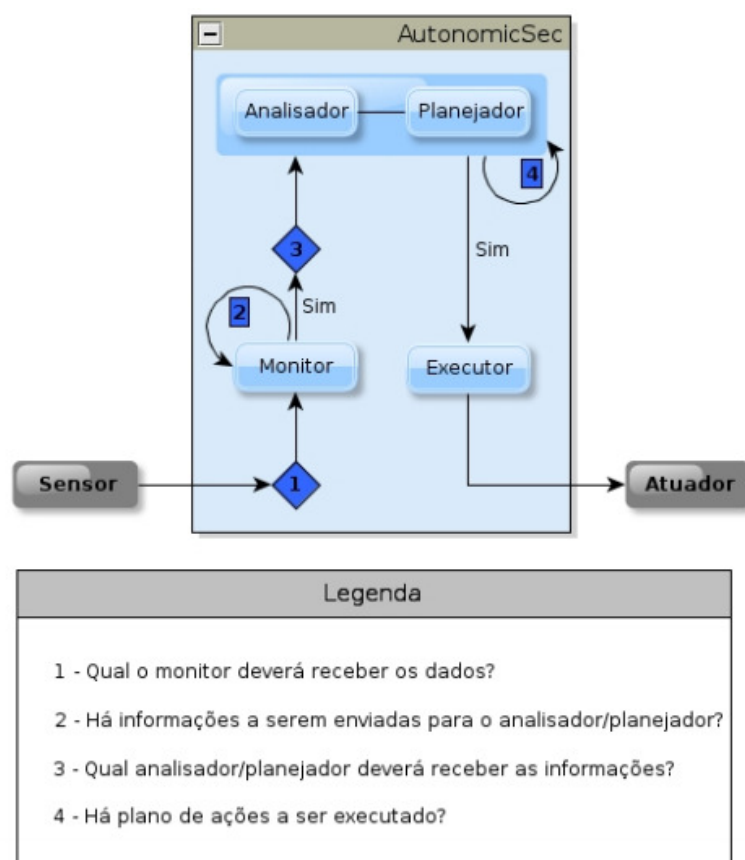 AutonomicSec
Analisador
Planejador
4
3
Sim
2
Sim
Monitor
Executor
Sensor
1
Atuador
Legenda
1 - Qual o monitor deverá receber os dados?
2 - Há informações a serem enviadas para o analisador/planejador?
3 - Qual analisador/planejador deverá receber as informações?
4 - Há plano de ações a ser executado?